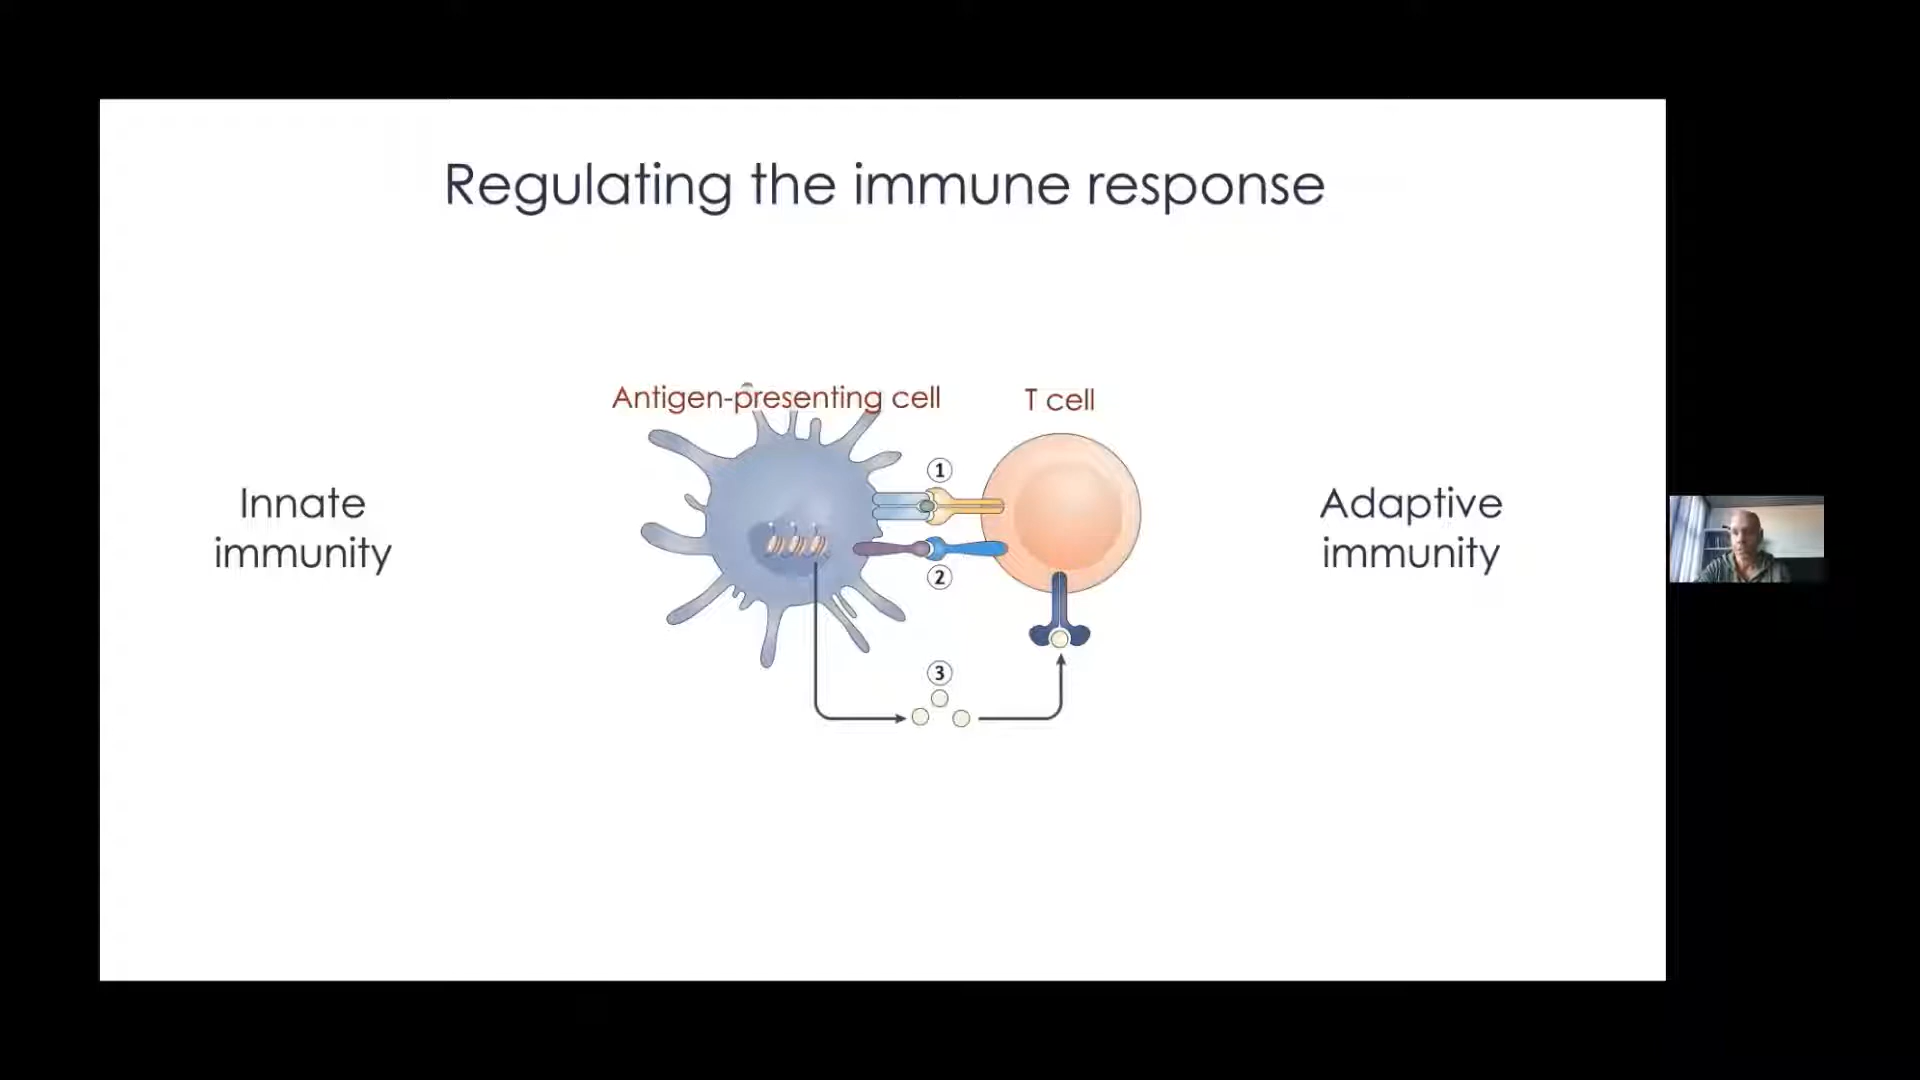 Regulating the immune response
Antigen-presenting cell
T cell
1
Innate
immunity
Adaptive
immunity
2
3